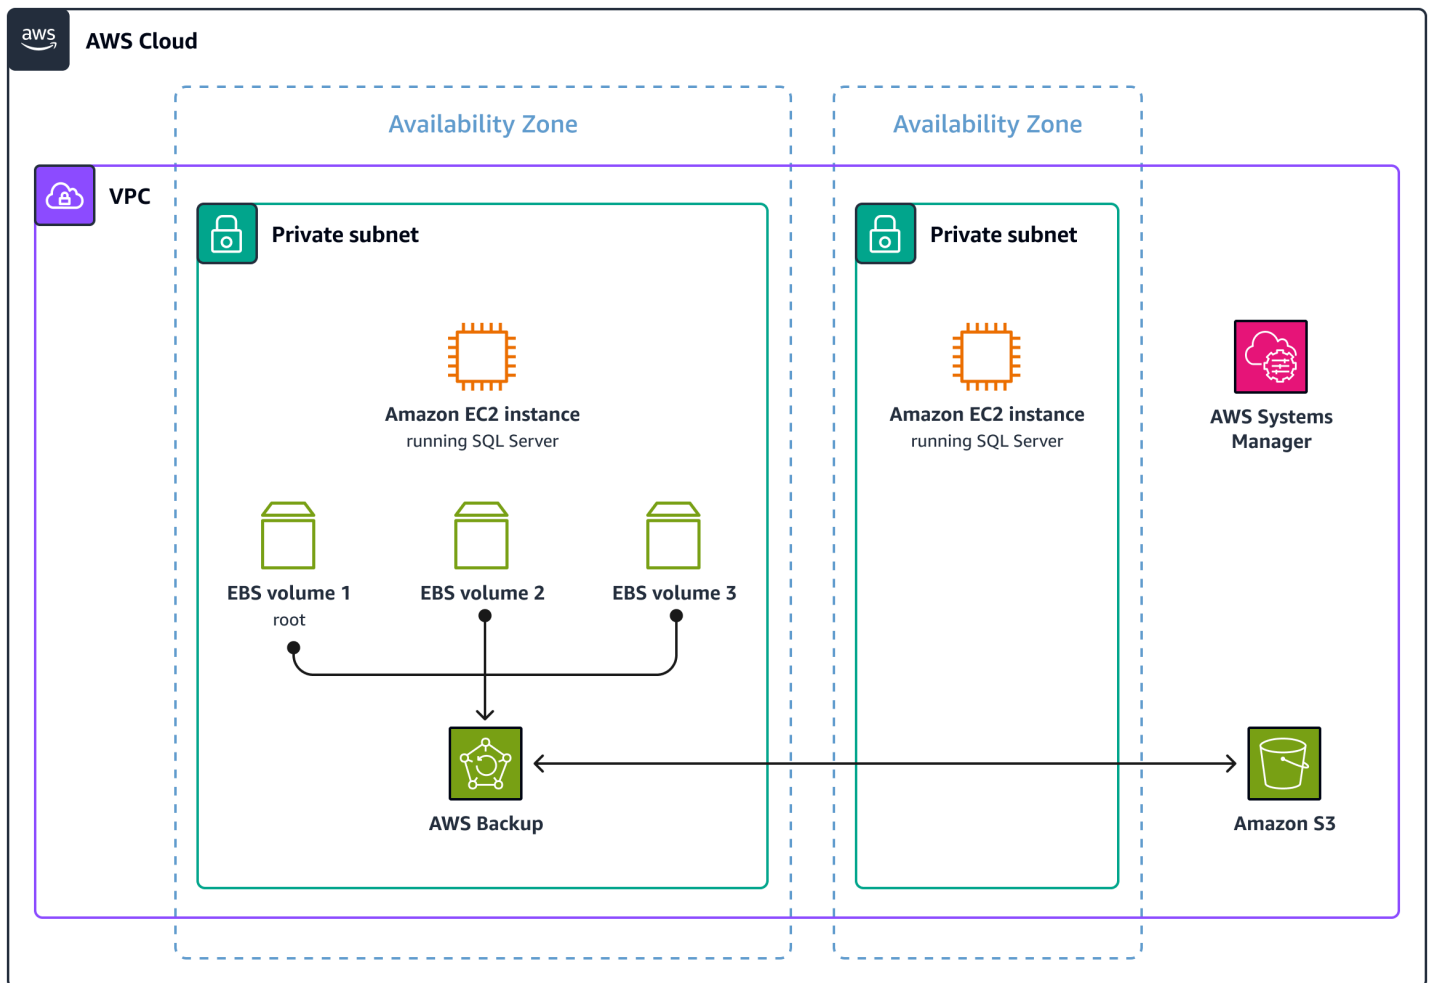 aws
AWS Cloud
Availability Zone
Availability Zone
VPC
Private subnet
Private subnet
Amazon EC2 instance
running SQL Server
Amazon EC2 instance
running SQL Server
AWS Systems
Manager
EBS volume 1
root
EBS volume 2
EBS volume 3
AWS Backup
Amazon S3